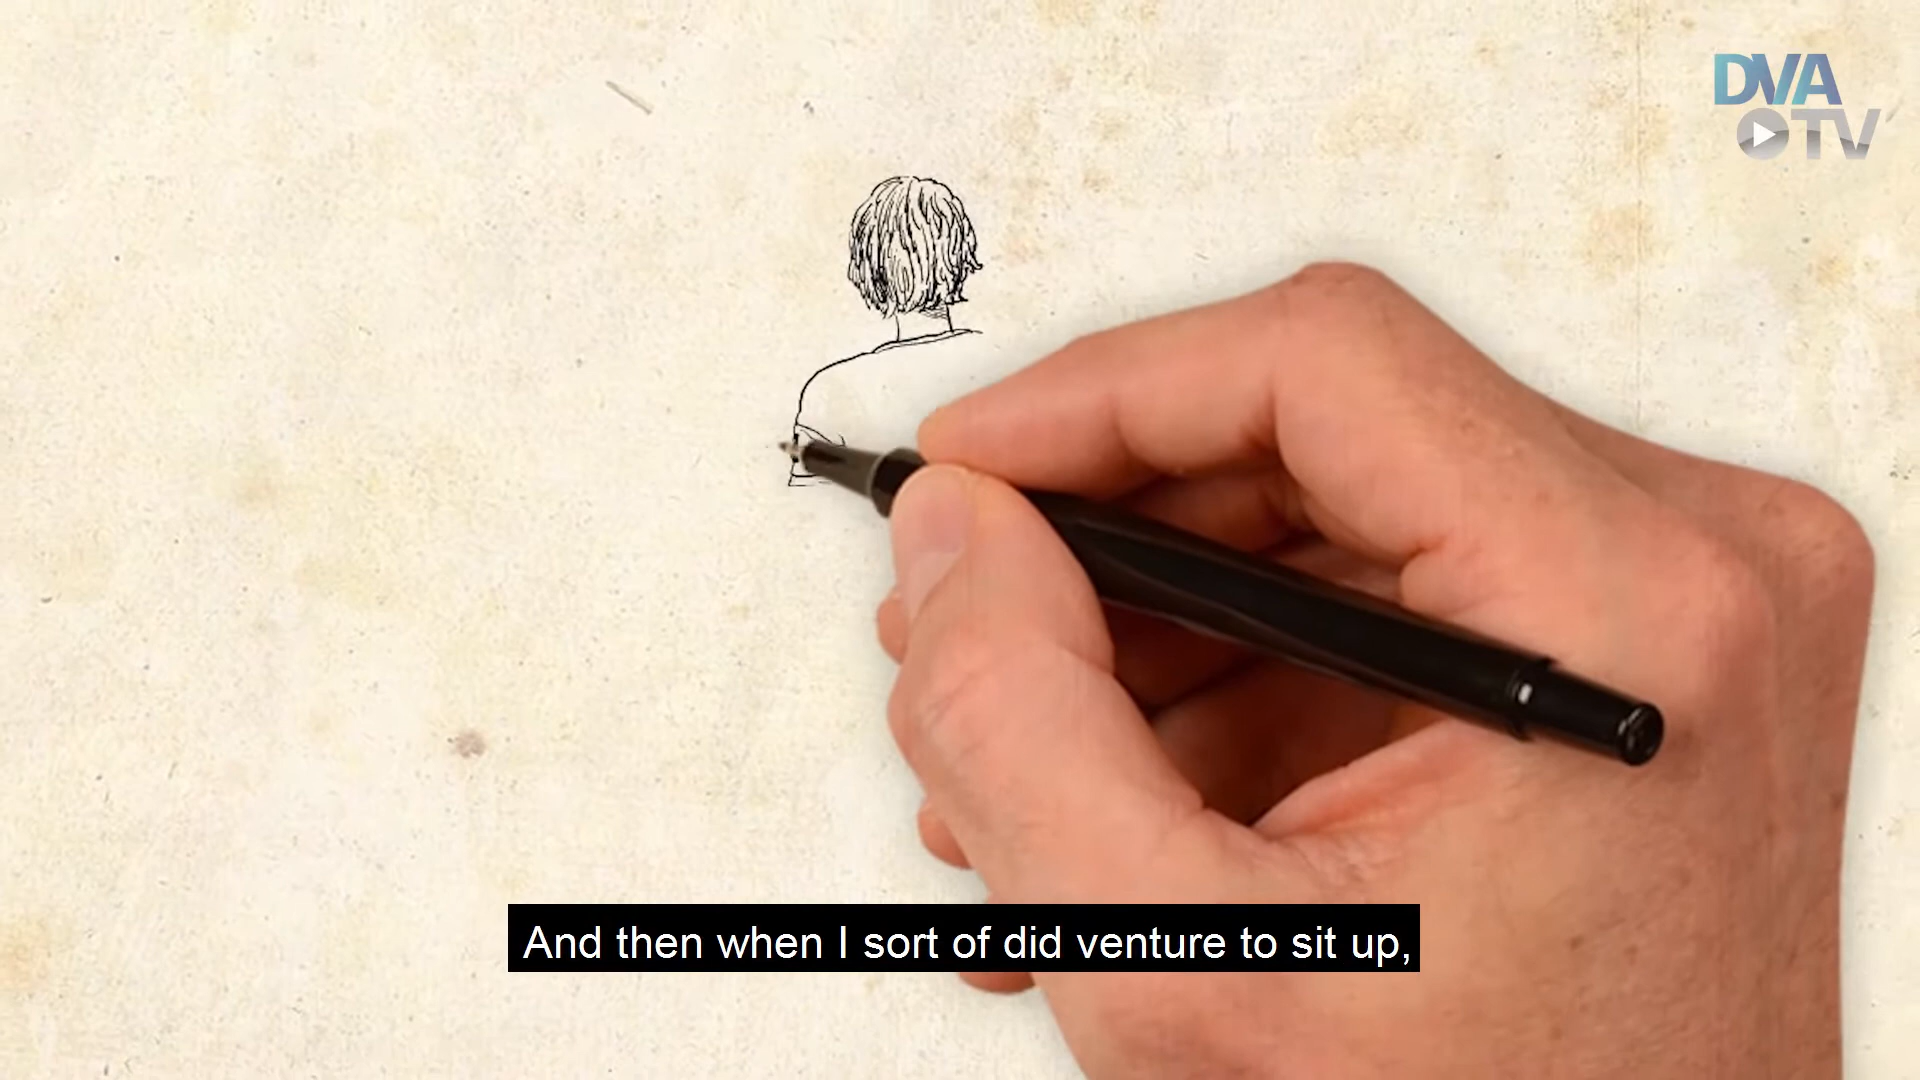 DVA
TV
And then when I sort of did venture to sit up,